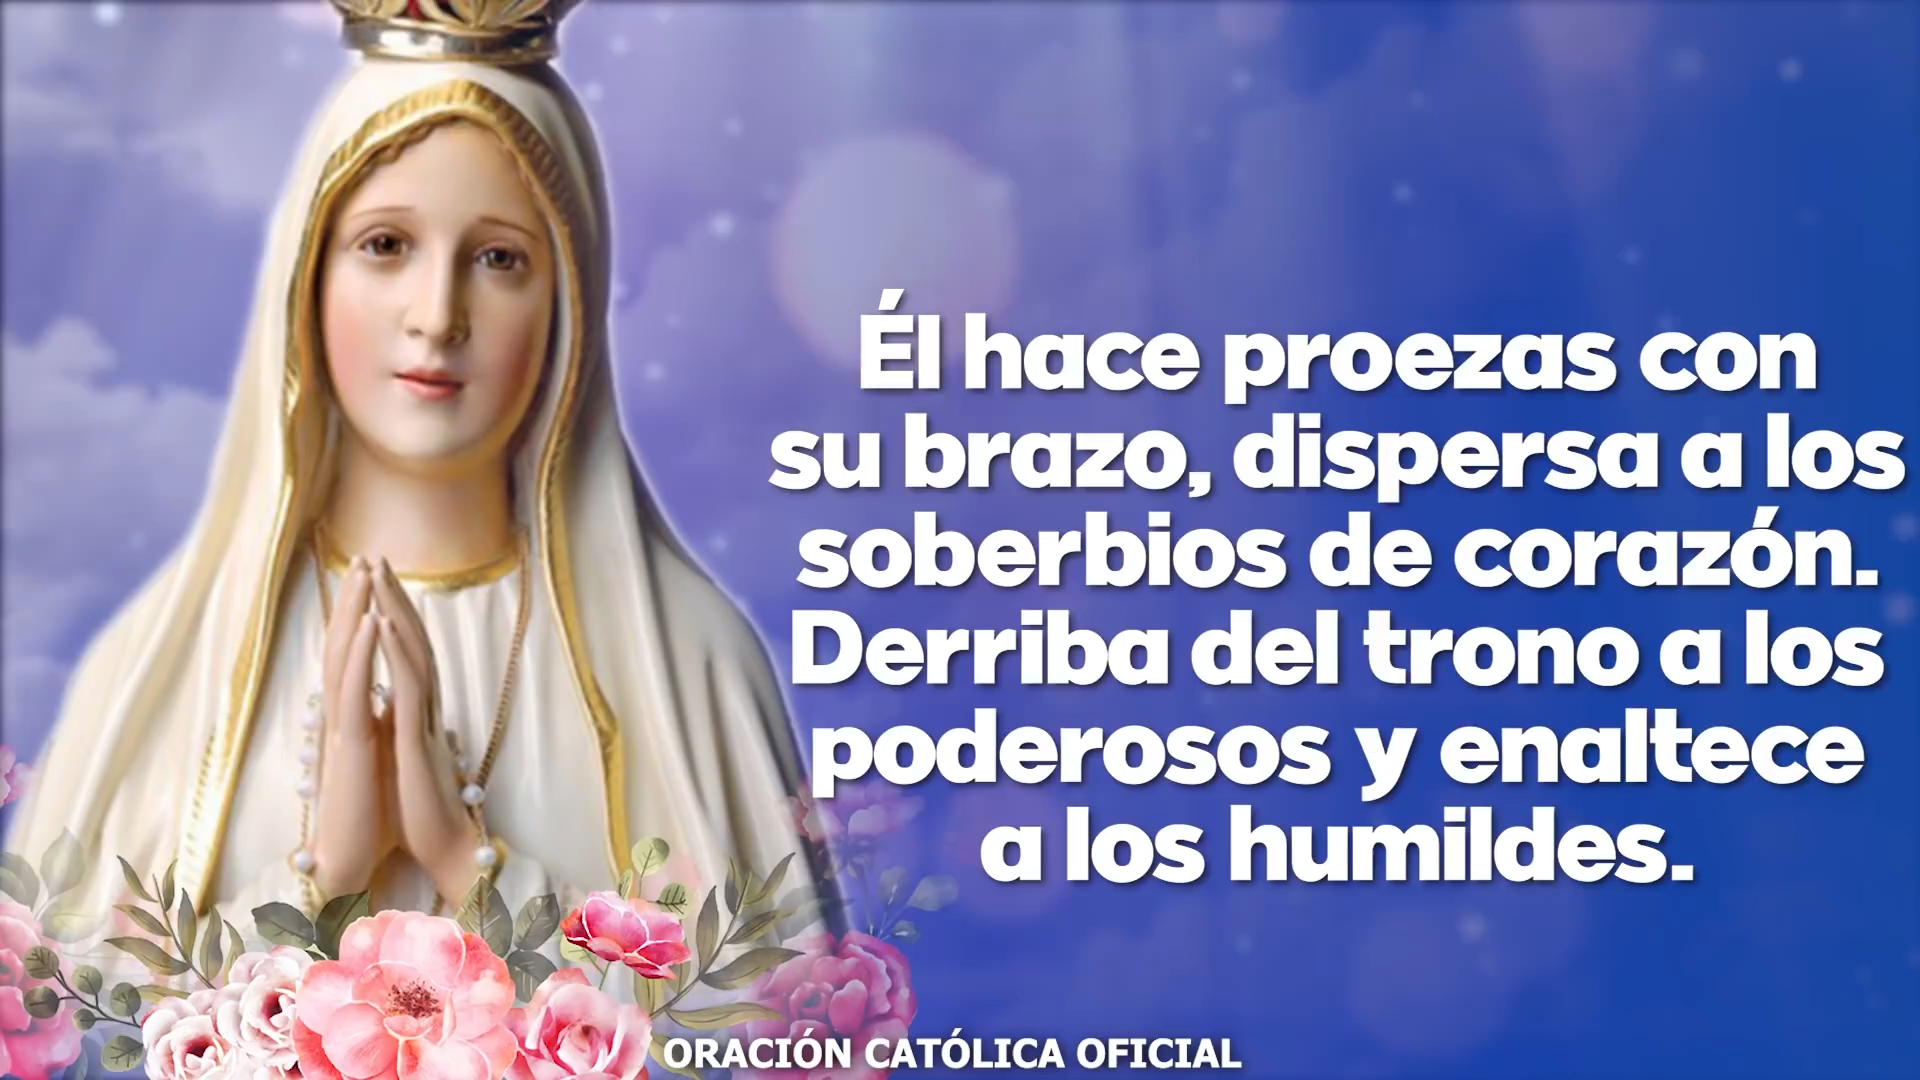 Él hace proezas con
su brazo, dispersa a los
soberbios de corazón.
Derriba del trono a los
poderosos y enaltece
a los humildes.
ORACIÓN CATÓLICA OFICIAL